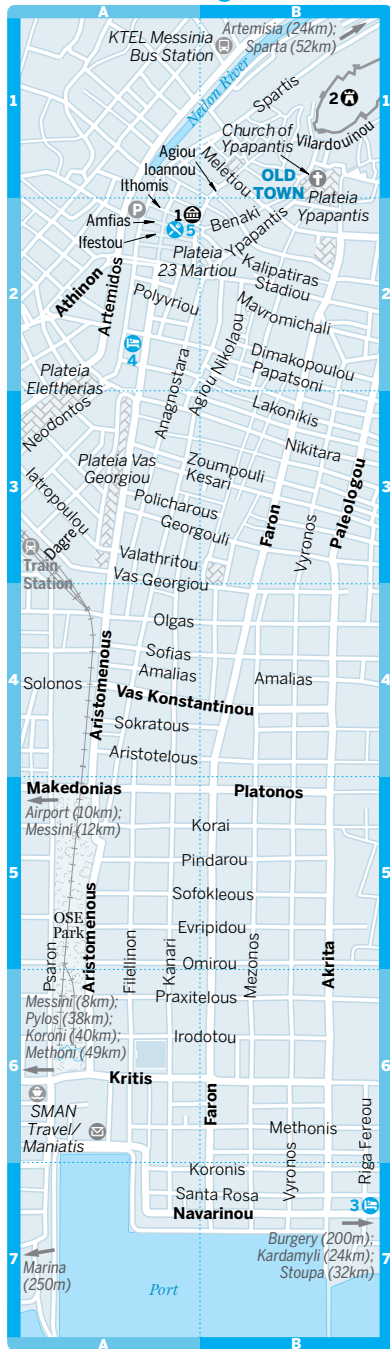 A
B
Artemisia (24km);
Sparta (52km)
KTEL Messinia
Bus Station
Nedon River
Spartis
1
1
2
Church of
Ypapantis
Vilardouinou
Agiou
Ioannou
Meletiou
OLD
TOWN
Ithomis
P
Plateia
Ypapantis
Amfias
1
Benaki
Ifestou
5
Ypapantis
Plateia
23 Martiou
Kalipatiras
Stadiou
2
2
Athinon
Artemidos
Polyvriou
Mavromichali
4
Dimakopoulou
Papatsoni
Plateia
Eleftherias
Anagnostara
Agiou Nikolaou
Neodontos
Lakonikis
Nikitara
Plateia Vas
Georgiou
Zoumpouli
Kesari
3
3
Iatropoulou
Policharous
Georgouli
Faron
Vyronos
Paleologou
Dagre
Train
Station
Valathritou
Vas Georgiou
Olgas
Sofias
Amalias
Amalias
4
4
Solonos
Aristomenous
Vas Konstantinou
Sokratous
Aristotelous
Makedonias
Platonos
Airport (10km);
Messini (12km)
Korai
Pindarou
5
5
Sofokleous
OSE
Park
Evripidou
Psaron
Aristomenous
Filellinon
Kanari
Omirou
Mezonos
Akrita
Messini (8km);
Pylos (38km);
Koroni (40km);
Methoni (49km)
Praxitelous
Irodotou
6
6
Kritis
Faron
SMAN
Travel/
Maniatis
Methonis
Riga Fereou
Koronis
Vyronos
Santa Rosa
3
Navarinou
Burgery (200m);
Kardamyli (24km);
Stoupa (32km)
7
7
Marina
(250m)
Port
A
B